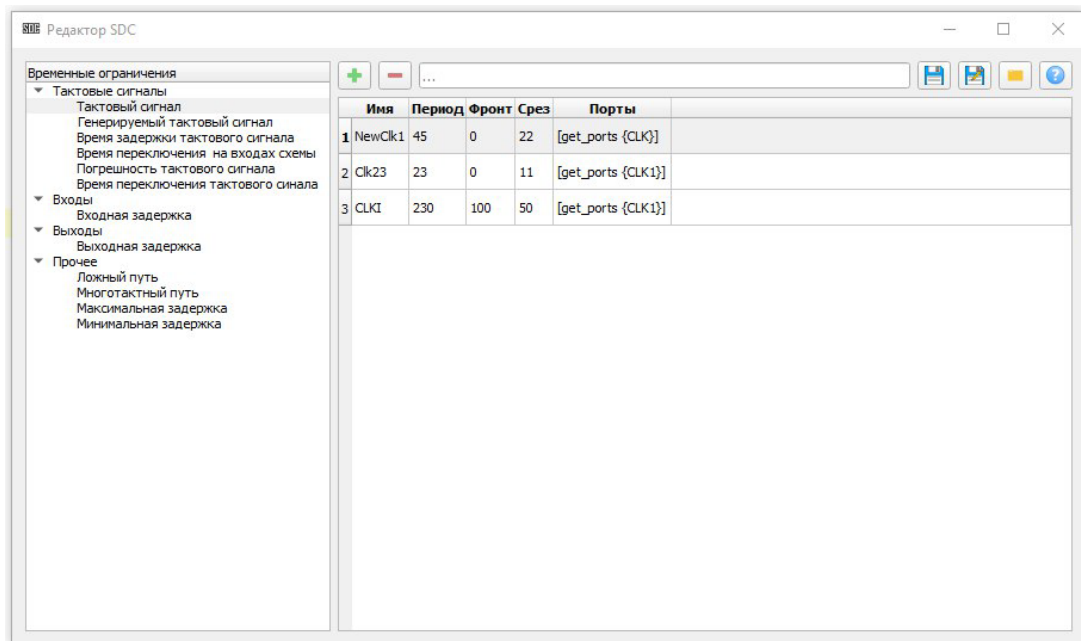 SDC Редактор SDC
Временные ограничения
Тактовые сигналы
Тактовый сигнал
Генерируемый тактовый сигнал
Время задержки тактового сигнала
Время переключения на входах схемы
Погрешность тактового сигнала
Время переключения тактового синала
Входы
Входная задержка
Выходы
Выходная задержка
Прочее
Ложный путь
Многотактный путь
Максимальная задержка
Минимальная задержка
...
Имя Период Фронт Срез Порты
1 NewClk1 45 0 22 [get_ports {CLK}]
2 Clk23 23 0 11 [get_ports {CLK1}]
3 CLKI 230 100 50 [get_ports {CLK1}]